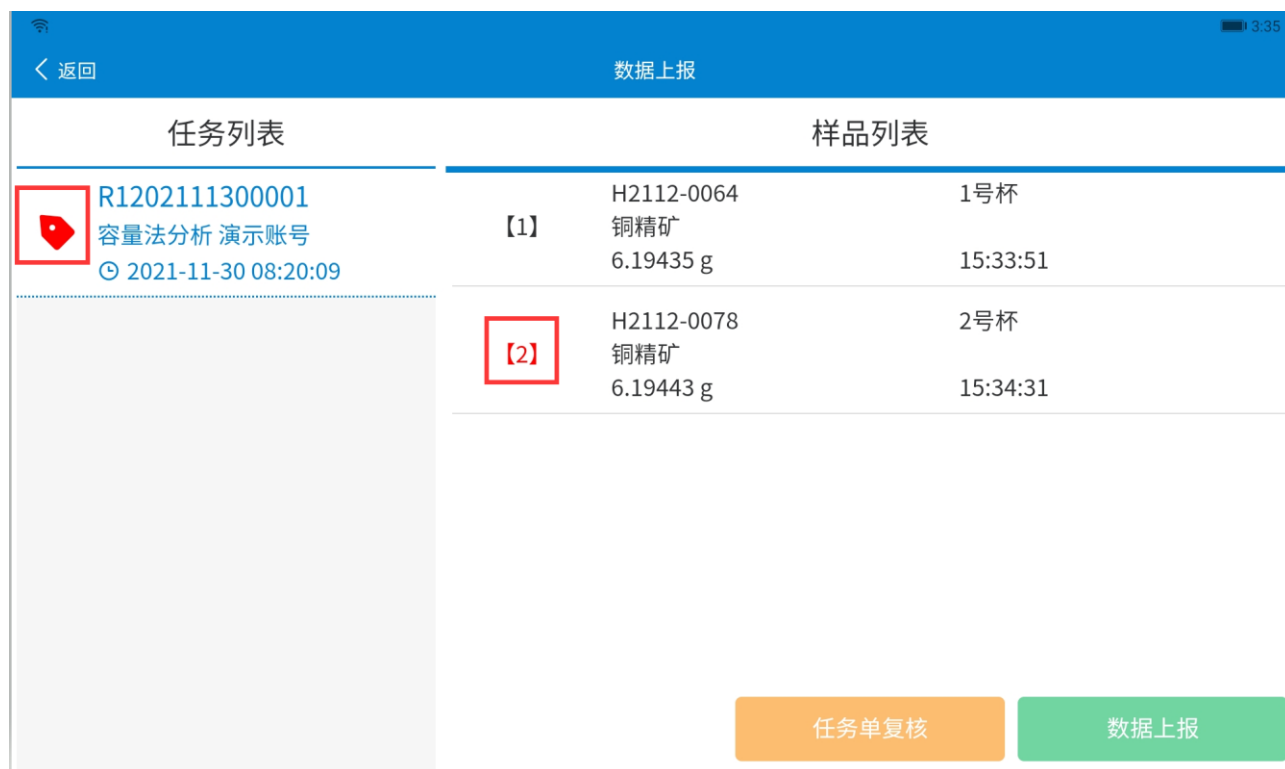 3:35
返回
数据上报
任务列表
样品列表
R1202111300001
容量法分析 演示账号
2021-11-30 08:20:09
【1】
H2112-0064
1号杯
铜精矿
6.19435 g
15:33:51
【2】
H2112-0078
2号杯
铜精矿
6.19443 g
15:34:31
任务单复核
数据上报